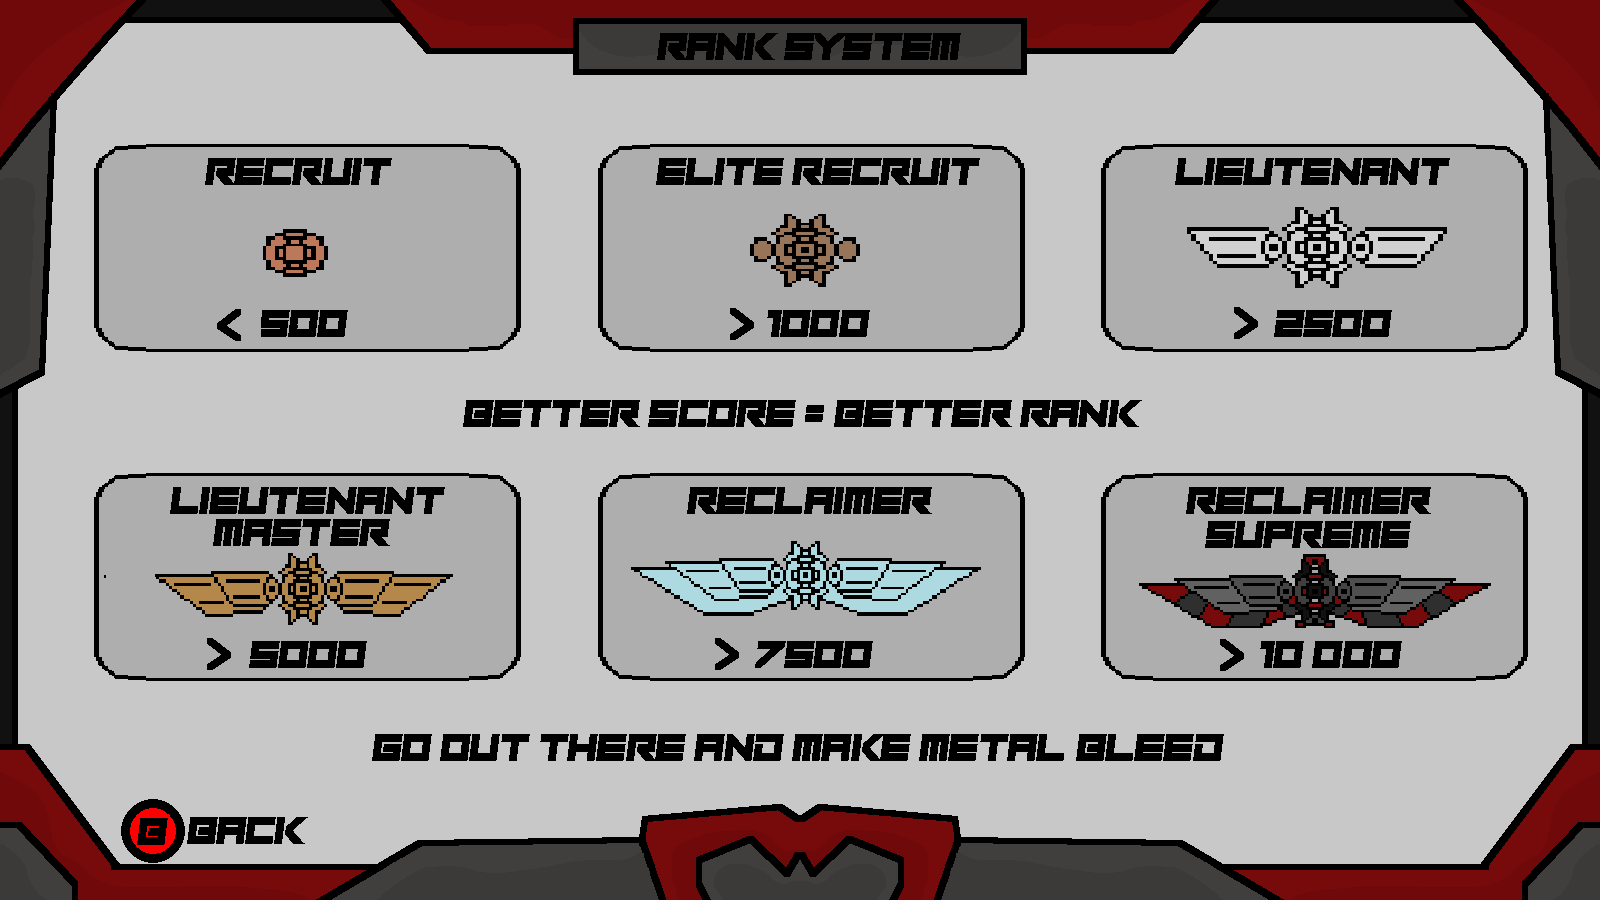 RANK SYSTEM
RECRUIT
< 500
ELITE RECRUIT
> 1000
LIEUTENANT
> 2500
BETTER SCORE = BETTER RANK
LIEUTENANT
MASTER
> 5000
RECLAIMER
> 7500
RECLAIMER
SUPREME
> 10 000
GO OUT THERE AND MAKE METAL BLEED
B BACK